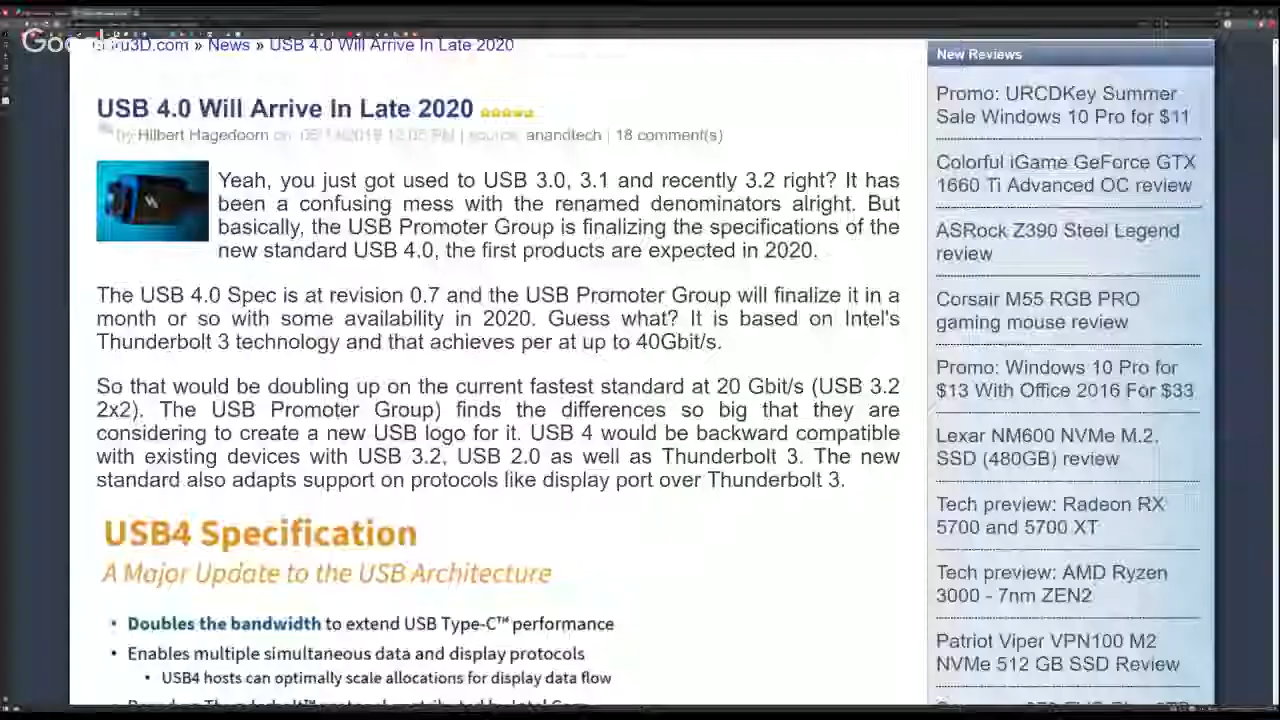 » News » USB 4.0 Will Arrive In Late 2020
USB 4.0 Will Arrive In Late 2020
by Hilbert Hagedoorn on: | source: anandtech | 18 comment(s)
Yeah, you just got used to USB 3.0, 3.1 and recently 3.2 right? It has
been a confusing mess with the renamed denominators alright. But
basically, the USB Promoter Group is finalizing the specifications of the
new standard USB 4.0, the first products are expected in 2020.
The USB 4.0 Spec is at revision 0.7 and the USB Promoter Group will finalize it in a
month or so with some availability in 2020. Guess what? It is based on Intel's
Thunderbolt 3 technology and that achieves per at up to 40Gbit/s.
So that would be doubling up on the current fastest standard at 20 Gbit/s (USB 3.2
2x2). The USB Promoter Group) finds the differences so big that they are
considering to create a new USB logo for it. USB 4 would be backward compatible
with existing devices with USB 3.2, USB 2.0 as well as Thunderbolt 3. The new
standard also adapts support on protocols like display port over Thunderbolt 3.
USB4 Specification
A Major Update to the USB Architecture
• Doubles the bandwidth to extend USB Type-C™ performance
• Enables multiple simultaneous data and display protocols
• USB4 hosts can optimally scale allocations for display data flow
New Reviews
Promo: URCDKey Summer
Sale Windows 10 Pro for $11
Colorful iGame GeForce GTX
1660 Ti Advanced OC review
ASRock Z390 Steel Legend
review
Corsair M55 RGB PRO
gaming mouse review
Promo: Windows 10 Pro for
$13 With Office 2016 For $33
Lexar NM600 NVMe M.2.
SSD (480GB) review
Tech preview: Radeon RX
5700 and 5700 XT
Tech preview: AMD Ryzen
3000 - 7nm ZEN2
Patriot Viper VPN100 M2
NVMe 512 GB SSD Review